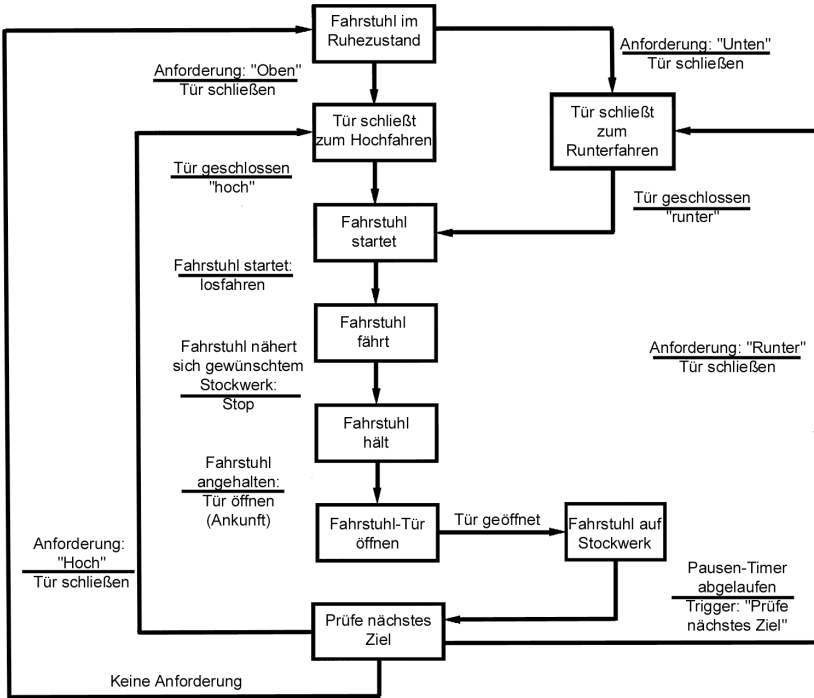 Fahrstuhl im
Ruhezustand
Anforderung: "Oben"
Tür schließen
Anforderung: "Unten"
Tür schließen
Tür schließt
zum Hochfahren
Tür schließt
zum
Runterfahren
Tür geschlossen
"hoch"
Tür geschlossen
"runter"
Fahrstuhl
startet
Fahrstuhl startet:
losfahren
Fahrstuhl
fährt
Anforderung: "Runter"
Tür schließen
Fahrstuhl nähert
sich gewünschtem
Stockwerk:
Stop
Fahrstuhl
hält
Fahrstuhl
angehalten:
Tür öffnen
(Ankunft)
Fahrstuhl-Tür
öffnen
Tür geöffnet
Fahrstuhl auf
Stockwerk
Anforderung:
"Hoch"
Tür schließen
Pausen-Timer
abgelaufen
Trigger: "Prüfe
nächstes Ziel"
Prüfe nächstes
Ziel
Keine Anforderung